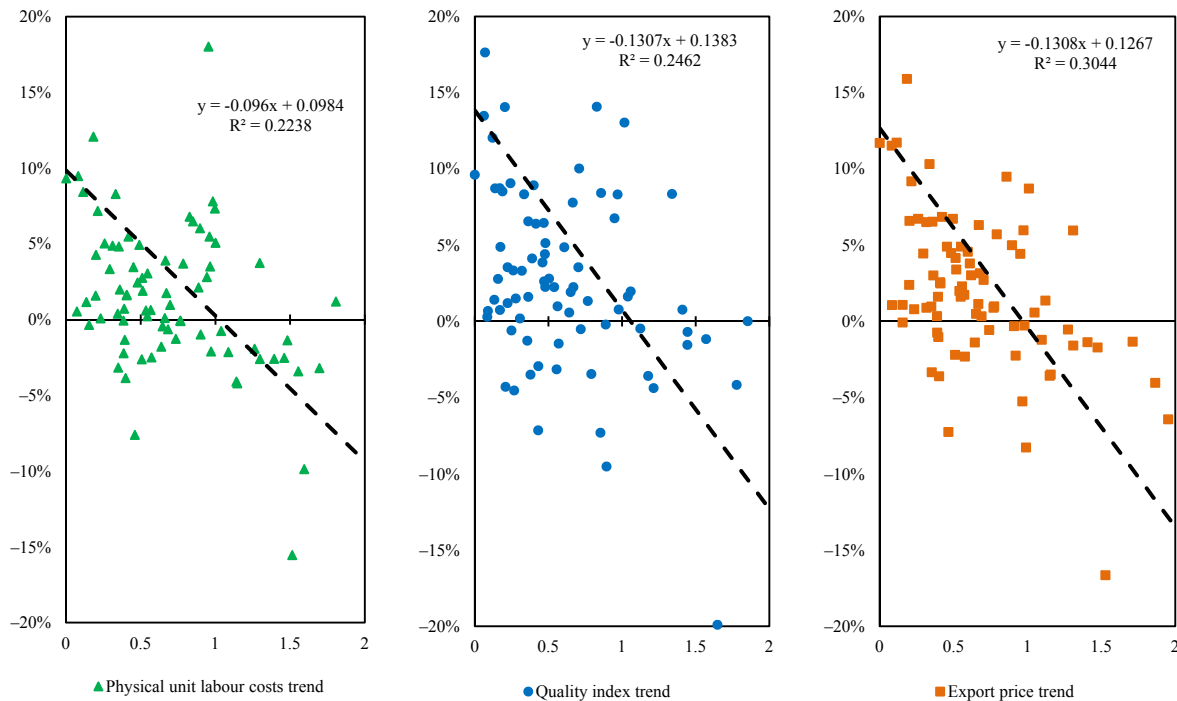 20%
15%
10%
5%
0%
–5%
–10%
–15%
–20%
0 0.5 1 1.5 2
y = -0.096x + 0.0984
R² = 0.2238
Physical unit labour costs trend
20%
15%
10%
5%
0%
–5%
–10%
–15%
–20%
0 0.5 1 1.5 2
y = -0.1307x + 0.1383
R² = 0.2462
Quality index trend
20%
15%
10%
5%
0%
–5%
–10%
–15%
–20%
0 0.5 1 1.5 2
y = -0.1308x + 0.1267
R² = 0.3044
Export price trend